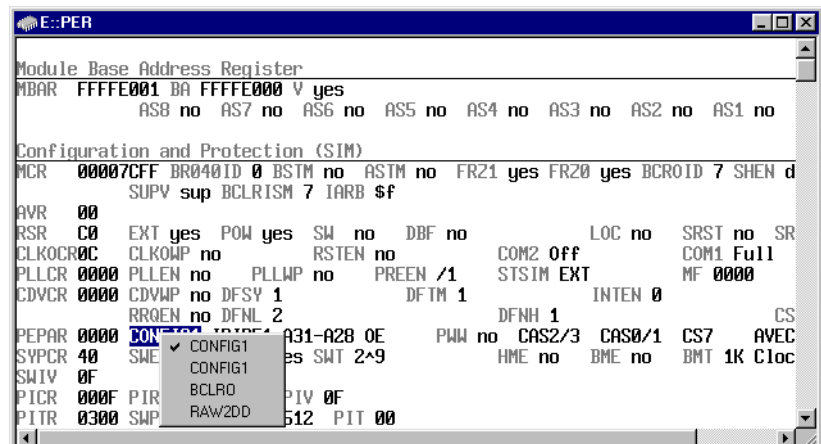 E::PER
Module Base Address Register
MBAR FFFFE001 BA FFFFE000 V yes
AS8 no AS7 no AS6 no AS5 no AS4 no AS3 no AS2 no AS1 no
Configuration and Protection (SIM)
MCR 00007CFF BR040ID 0 BSTM no ASTM no FRZ1 yes FRZ0 yes BCROID 7 SHEN d
SUPV sup BCLRISM 7 IARB $f
AVR 00
RSR C0 EXT yes POW yes SW no DBF no LOC no SRST no SR
CLKOCR0C CLKOWP no RSTEN no COM2 Off COM1 Full
PLLCR 0000 PLLEN no PLLWP no PREEN /1 STSIM EXT MF 0000
CDVCR 0000 CDVWP no DFSY 1 DFTM 1 INTEN 0
RRQEN no DFNL 2 DFNH 1 CS
PEPAR 0000 CONFIG1 A31-A28 OE PWW no CAS2/3 CAS0/1 CS7 AVEC
SYPCR 40 SWE es SWT 2^9 HME no BME no BMT 1K Cloc
SWIV 0F
PICR 000F PIR PIV 0F
PITR 0300 SWP 512 PIT 00
CONFIG1
CONFIG1
BCLRO
RAW2DD